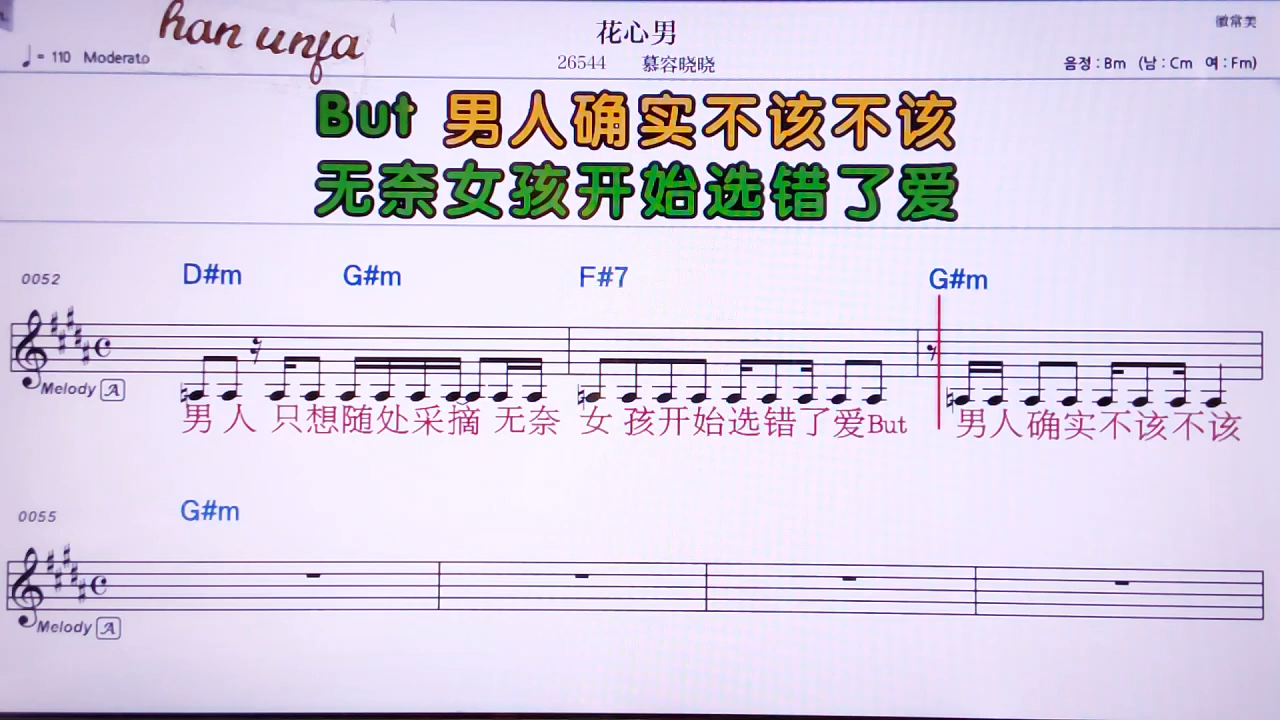 han unja
花心男
♩= 110 Moderato
26544 慕容晓晓
음정 : Bm (남 : Cm 여 : Fm)
But 男人确实不该不该
无奈女孩开始选错了爱
0052 D#m G#m F#7 G#m
Melody A
男人 只想随处采摘 无奈 女孩开始选错了爱But 男人确实不该不该
0055 G#m
Melody A